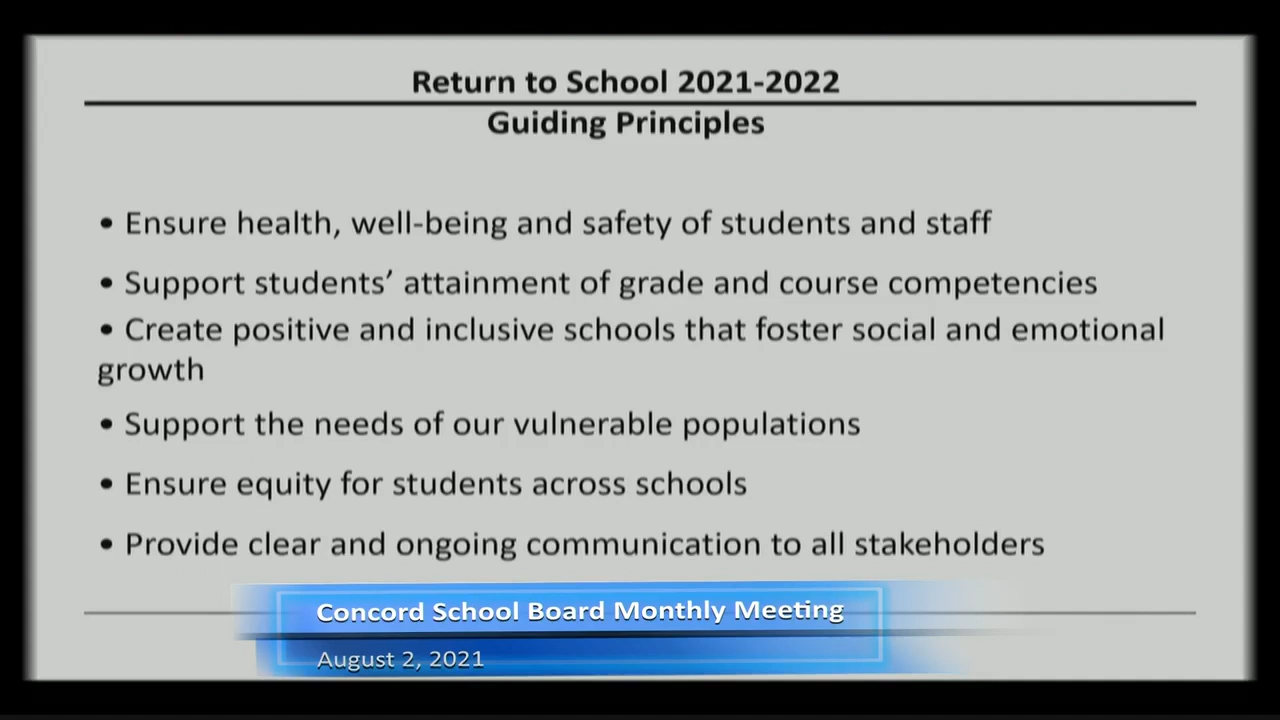 Return to School 2021-2022
Guiding Principles
• Ensure health, well-being and safety of students and staff
• Support students’ attainment of grade and course competencies
• Create positive and inclusive schools that foster social and emotional
growth
• Support the needs of our vulnerable populations
• Ensure equity for students across schools
• Provide clear and ongoing communication to all stakeholders
Concord School Board Monthly Meeting
August 2, 2021